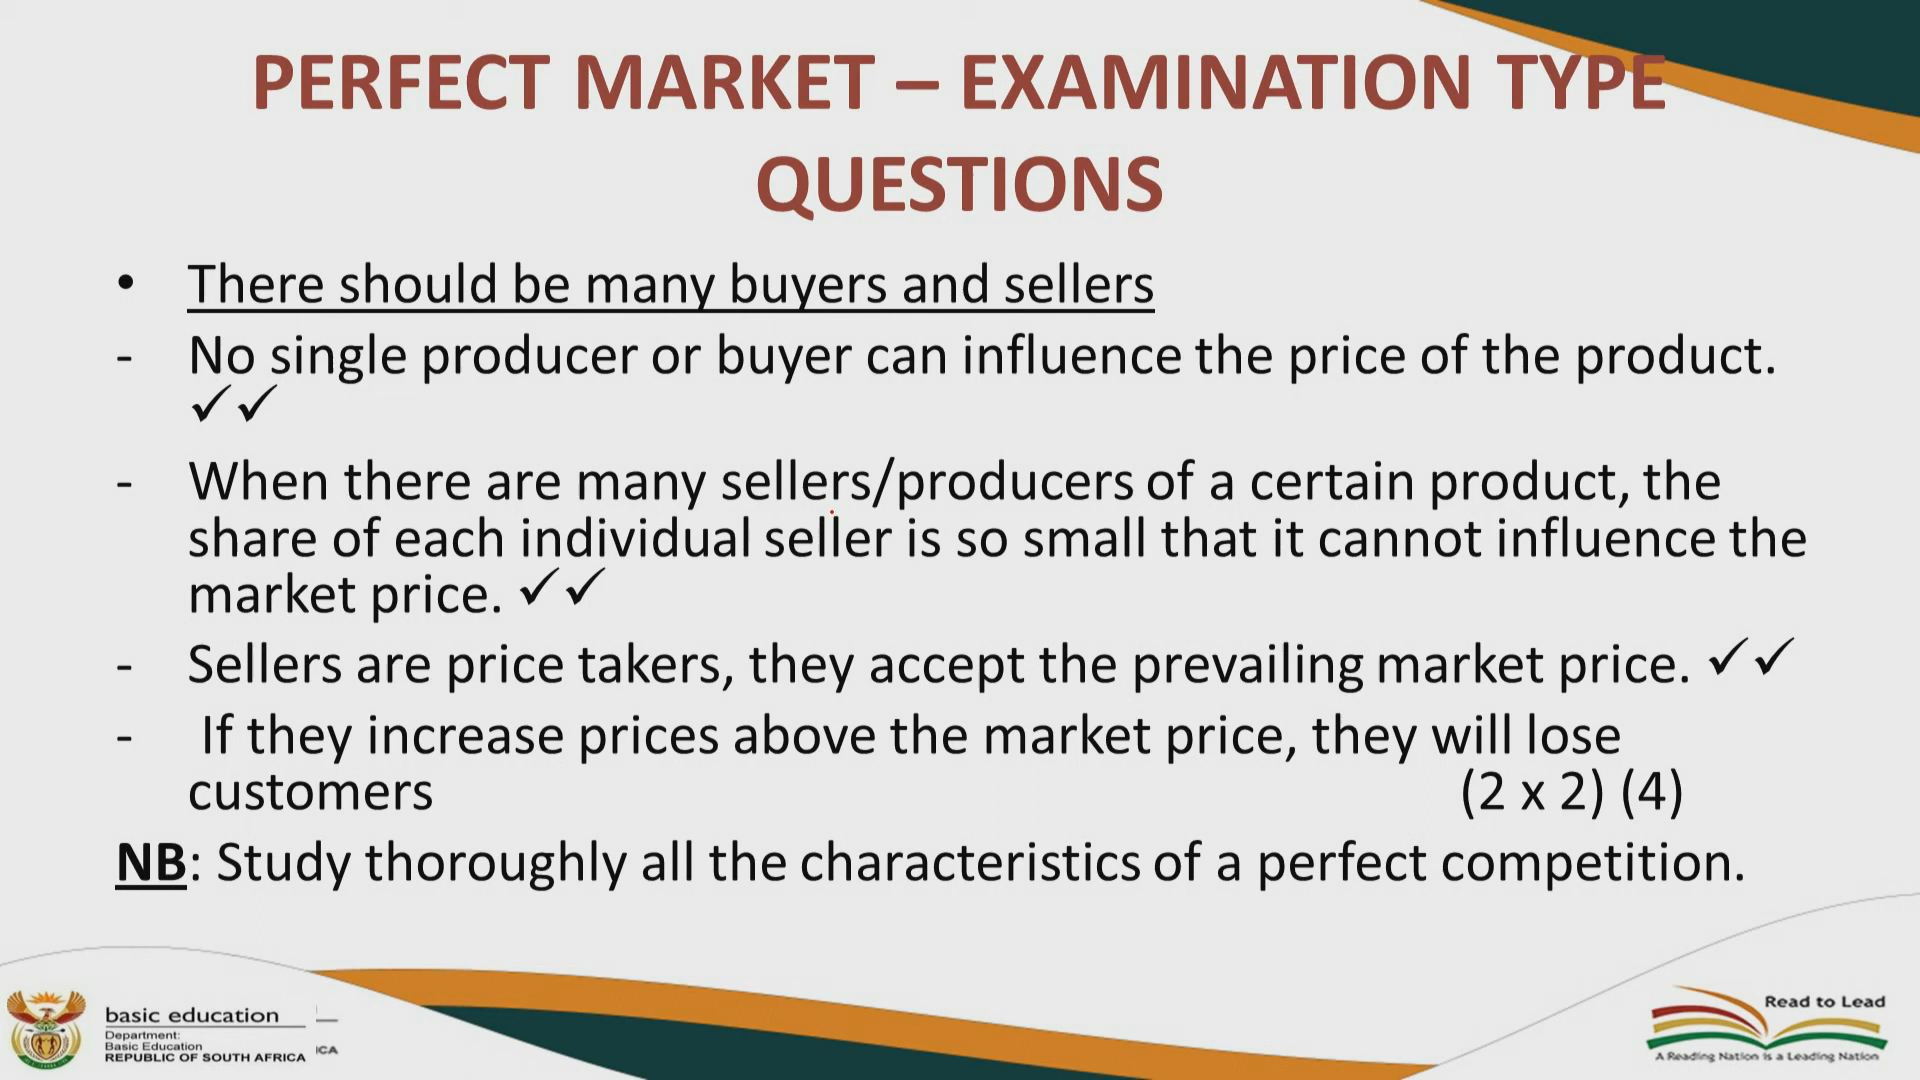 PERFECT MARKET – EXAMINATION TYPE
QUESTIONS
• There should be many buyers and sellers
- No single producer or buyer can influence the price of the product.
✓✓
- When there are many sellers/producers of a certain product, the
share of each individual seller is so small that it cannot influence the
market price. ✓✓
- Sellers are price takers, they accept the prevailing market price. ✓✓
- If they increase prices above the market price, they will lose
customers (2 x 2) (4)
NB: Study thoroughly all the characteristics of a perfect competition.
basic education
Department:
Basic Education
REPUBLIC OF SOUTH AFRICA
ICA
Read to Lead
A Reading Nation is a Leading Nation